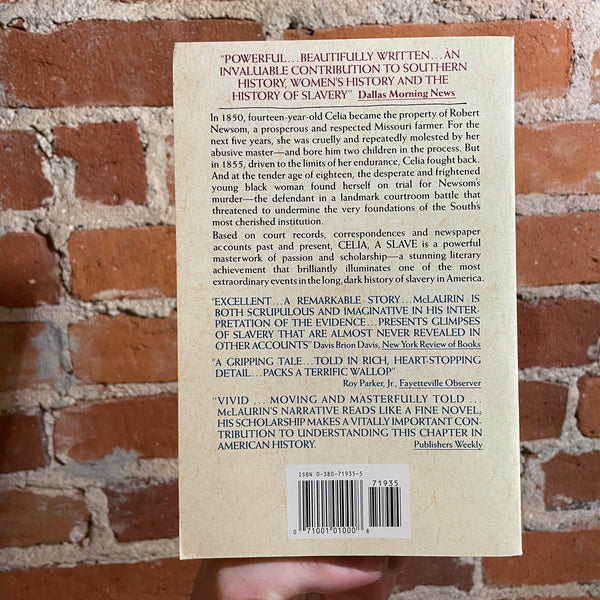 "POWERFUL...BEAUTIFULLY WRITTEN...AN
INVALUABLE CONTRIBUTION TO SOUTHERN
HISTORY, WOMEN'S HISTORY AND THE
HISTORY OF SLAVERY" Dallas Morning News
In 1850, fourteen-year-old Celia became the property of Robert
Newsom, a prosperous and respected Missouri farmer. For the
next five years, she was cruelly and repeatedly molested by her
abusive master—and bore him two children in the process. But
in 1855, driven to the limits of her endurance, Celia fought back.
And at the tender age of eighteen, the desperate and frightened
young black woman found herself on trial for Newsom's
murder—the defendant in a landmark courtroom battle that
threatened to undermine the very foundations of the South's
most cherished institution.
Based on court records, correspondences and newspaper
accounts past and present, CELIA, A SLAVE is a powerful
masterwork of passion and scholarship—a stunning literary
achievement that brilliantly illuminates one of the most
extraordinary events in the long, dark history of slavery in America.
"EXCELLENT...A REMARKABLE STORY...McLAURIN IS
BOTH SCRUPULOUS AND IMAGINATIVE IN HIS INTER-
PRETATION OF THE EVIDENCE...PRESENTS GLIMPSES
OF SLAVERY THAT ARE ALMOST NEVER REVEALED IN
OTHER ACCOUNTS" Davis Brion Davis, New York Review of Books
"A GRIPPING TALE...TOLD IN RICH, HEART-STOPPING
DETAIL...PACKS A TERRIFIC WALLOP"
Roy Parker, Jr., Fayetteville Observer
"VIVID ... MOVING AND MASTERFULLY TOLD ...
McLAURIN'S NARRATIVE READS LIKE A FINE NOVEL,
HIS SCHOLARSHIP MAKES A VITALLY IMPORTANT CON-
TRIBUTION TO UNDERSTANDING THIS CHAPTER IN
AMERICAN HISTORY. Publishers Weekly
ISBN 0-380-71935-5
71935
0 71001 01000 8